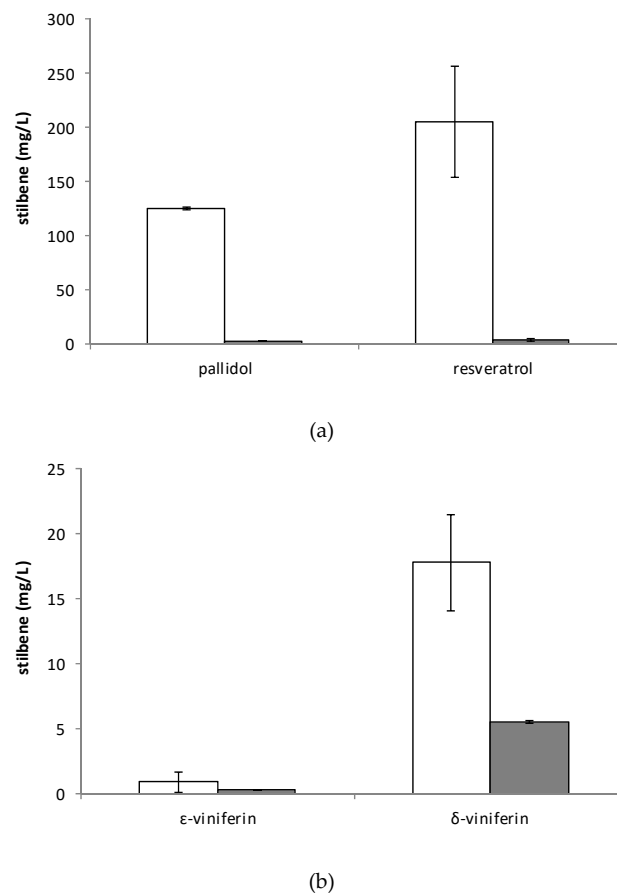 300
250
200
150
100
50
0
stilbene (mg/L)
pallidol resveratrol
(a)
25
20
15
10
5
0
stilbene (mg/L)
ε-viniferin δ-viniferin
(b)